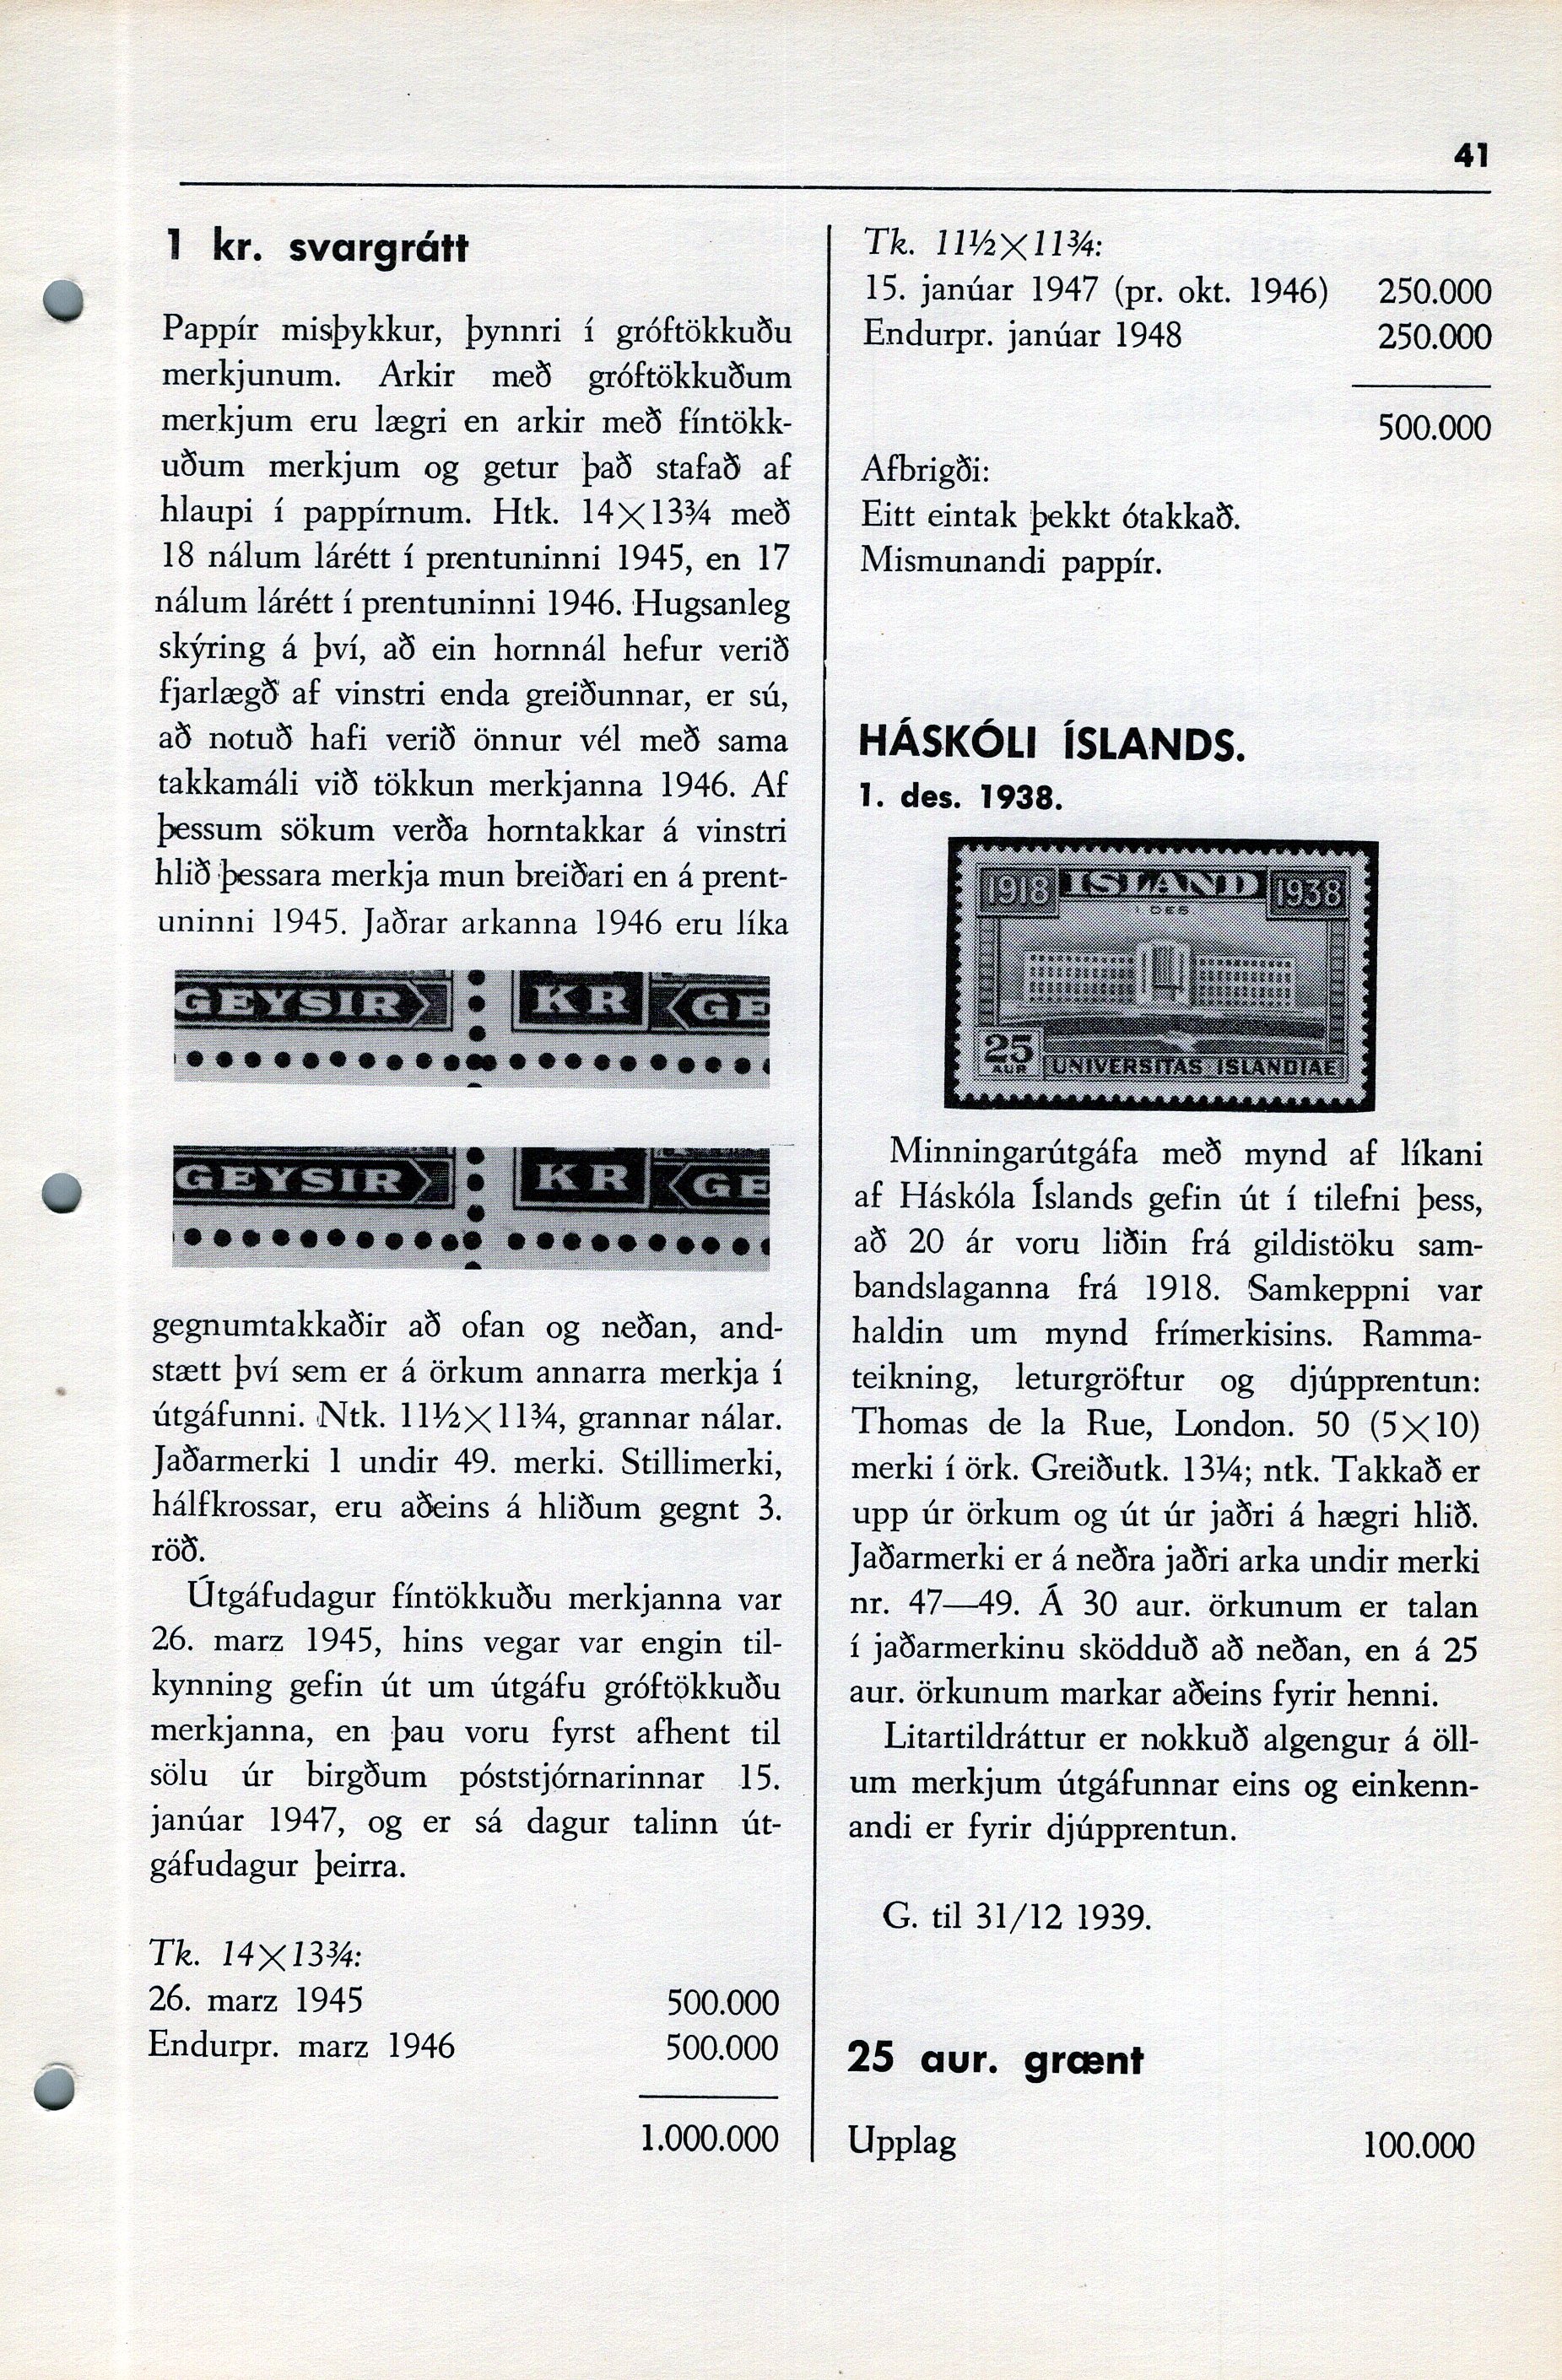 41
1 kr. svargrátt
Pappír misþykkur, þynnri í gróftökkuðu
merkjunum. Arkir með gróftökkuðum
merkjum eru lægri en arkir með fíntökk-
uðum merkjum og getur það stafað af
hlaupi í pappírnum. Htk. 14×13¾ með
18 nálum lárétt í prentuninni 1945, en 17
nálum lárétt í prentuninni 1946. Hugsanleg
skýring á því, að ein hornnál hefur verið
fjarlægð af vinstri enda greiðunnar, er sú,
að notuð hafi verið önnur vél með sama
takkamáli við tökkun merkjanna 1946. Af
þessum sökum verða horntakkar á vinstri
hlið þessara merkja mun breiðari en á prent-
uninni 1945. Jaðrar arkanna 1946 eru líka
GEYSIR KR GE
GEYSIR KR GE
gegnumtakkaðir að ofan og neðan, and-
stætt því sem er á örkum annarra merkja í
útgáfunni. Ntk. 11½×11¾, grannar nálar.
Jaðarmerki 1 undir 49. merki. Stillimerki,
hálfkrossar, eru aðeins á hliðum gegnt 3.
röð.
Útgáfudagur fíntökkuðu merkjanna var
26. marz 1945, hins vegar var engin til-
kynning gefin út um útgáfu gróftökkuðu
merkjanna, en þau voru fyrst afhent til
sölu úr birgðum póststjórnarinnar 15.
janúar 1947, og er sá dagur talinn út-
gáfudagur þeirra.
Tk. 14×13¾:
26. marz 1945 500.000
Endurpr. marz 1946 500.000
1.000.000
Tk. 11½×11¾:
15. janúar 1947 (pr. okt. 1946) 250.000
Endurpr. janúar 1948 250.000
500.000
Afbrigði:
Eitt eintak þekkt ótakkað.
Mismunandi pappír.
HÁSKÓLI ÍSLANDS.
1. des. 1938.
1918 ISLAND 1938
1 DES
25
AUR UNIVERSITAS ISLANDIAE
Minningarútgáfa með mynd af líkani
af Háskóla Íslands gefin út í tilefni þess,
að 20 ár voru liðin frá gildistöku sam-
bandslaganna frá 1918. Samkeppni var
haldin um mynd frímerkisins. Ramma-
teikning, leturgröftur og djúpprentun:
Thomas de la Rue, London. 50 (5×10)
merki í örk. Greiðutk. 13¼; ntk. Takkað er
upp úr örkum og út úr jaðri á hægri hlið.
Jaðarmerki er á neðra jaðri arka undir merki
nr. 47—49. Á 30 aur. örkunum er talan
í jaðarmerkinu sködduð að neðan, en á 25
aur. örkunum markar aðeins fyrir henni.
Litartildráttur er nokkuð algengur á öll-
um merkjum útgáfunnar eins og einkenn-
andi er fyrir djúpprentun.
G. til 31/12 1939.
25 aur. grænt
Upplag 100.000